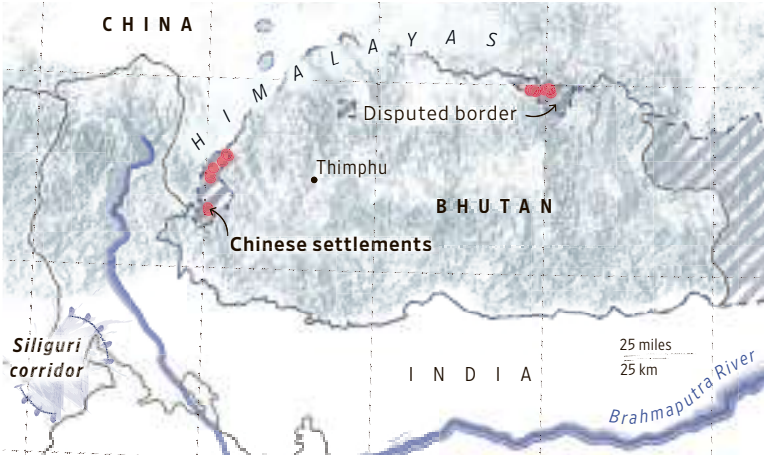 CHINA
HIMALAYAS
Disputed border
Thimphu
BHUTAN
Chinese settlements
Siliguri
corridor
25 miles
25 km
INDIA
Brahmaputra River